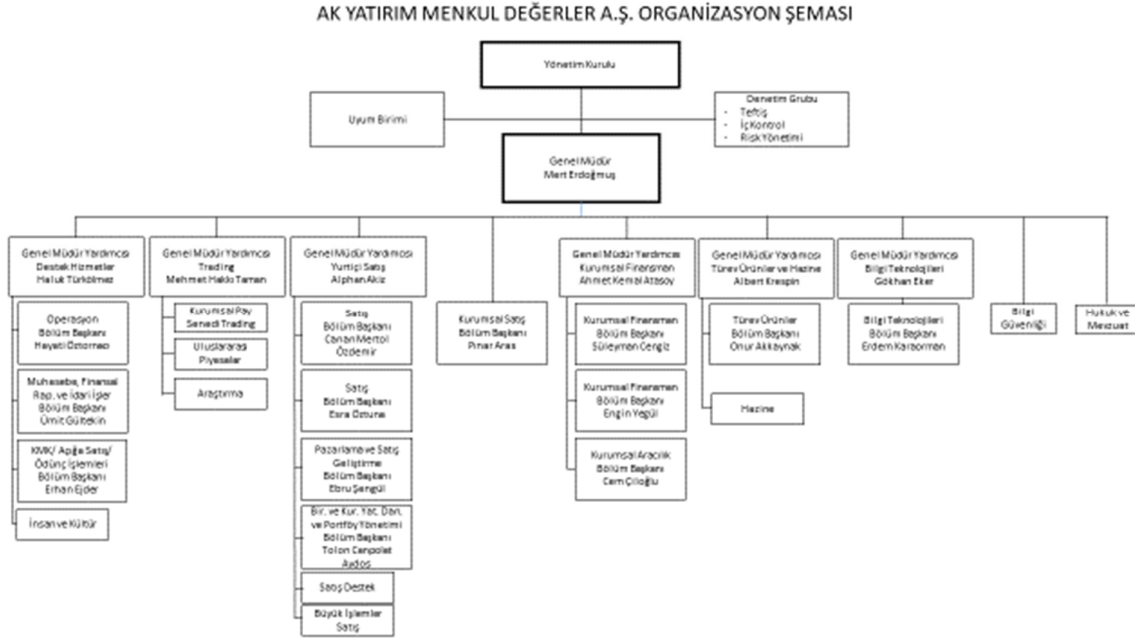 AK YATIRIM MENKUL DEĞERLER A.Ş. ORGANİZASYON ŞEMASI
Yönetim Kurulu
Uyum Birimi
Denetim Grubu
- Teftiş
- İç Kontrol
- Risk Yönetimi
Genel Müdür
Mert Erdoğmuş
Genel Müdür Yardımcısı
Destek Hizmetler
Haluk Türkölmez
Operasyon
Bölüm Başkanı
Hayati Öztornacı
Muhasebe, Finansal
Rap. ve İdari İşler
Bölüm Başkanı
Ümit Gültekin
KMK/ Açığa Satış/
Ödünç İşlemleri
Bölüm Başkanı
Erhan Ejder
İnsan ve Kültür
Genel Müdür Yardımcısı
Trading
Mehmet Hakkı Taman
Kurumsal Pay
Senedi Trading
Uluslararası
Piyasalar
Araştırma
Genel Müdür Yardımcısı
Yurtiçi Satış
Alphan Akiz
Satış
Bölüm Başkanı
Canan Mertol
Özdemir
Satış
Bölüm Başkanı
Esra Öztuna
Pazarlama ve Satış
Geliştirme
Bölüm Başkanı
Ebru Şengül
Bir. ve Kur. Yat. Dan.
ve Portföy Yönetimi
Bölüm Başkanı
Canpolat
Satış Destek
Büyük İşlemler
Satış
Kurumsal Satış
Bölüm Başkanı
Pınar Aras
Genel Müdür Yardımcısı
Kurumsal Finansman
Ahmet Kemal Atasoy
Kurumsal Finansman
Bölüm Başkanı
Süleyman Cengiz
Kurumsal Finansman
Bölüm Başkanı
Engin Yegül
Kurumsal Aracılık
Bölüm Başkanı
Cem Çiloğlu
Genel Müdür Yardımcısı
Türev Ürünler ve Hazine
Albert Krespin
Türev Ürünler
Bölüm Başkanı
Onur Akkaynak
Hazine
Genel Müdür Yardımcısı
Bilgi Teknolojileri
Gökhan Eker
Bilgi Teknolojileri
Bölüm Başkanı
Erdem Karaorman
Bilgi
Güvenliği
Hukuk ve
Mevzuat